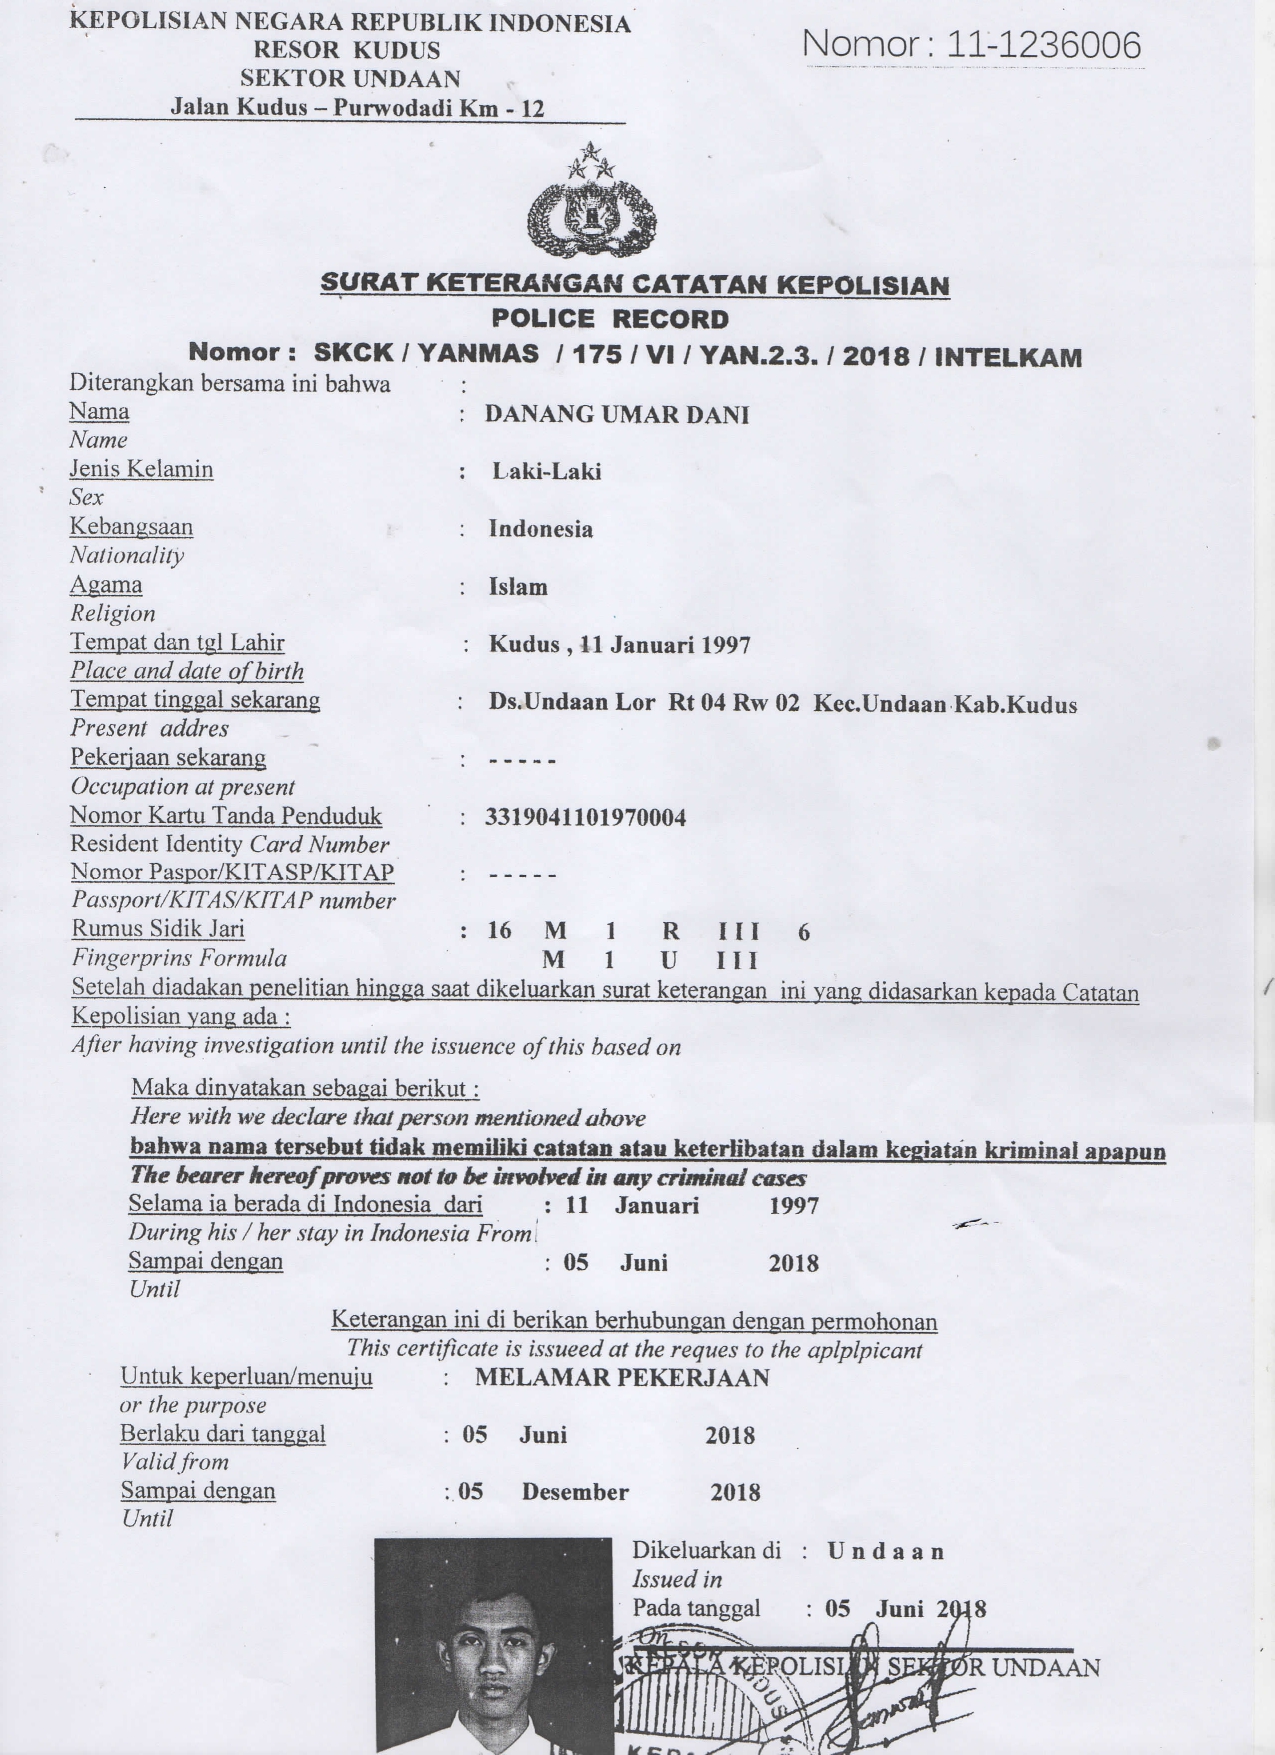 KEPOLISIAN NEGARA REPUBLIK INDONESIA
RESOR KUDUS
SEKTOR UNDAAN
Jalan Kudus – Purwodadi Km - 12
Nomor : 11-1236006
SURAT KETERANGAN CATATAN KEPOLISIAN
POLICE RECORD
Nomor : SKCK / YANMAS / 175 / VI / YAN.2.3. / 2018 / INTELKAM
Diterangkan bersama ini bahwa :
Nama : DANANG UMAR DANI
Name
Jenis Kelamin : Laki-Laki
Sex
Kebangsaan : Indonesia
Nationality
Agama : Islam
Religion
Tempat dan tgl Lahir : Kudus , 11 Januari 1997
Place and date of birth
Tempat tinggal sekarang : Ds.Undaan Lor Rt 04 Rw 02 Kec.Undaan Kab.Kudus
Present addres
Pekerjaan sekarang : - - - - -
Occupation at present
Nomor Kartu Tanda Penduduk : 3319041101970004
Resident Identity Card Number
Nomor Paspor/KITASP/KITAP : - - - - -
Passport/KITAS/KITAP number
Rumus Sidik Jari : 16 M 1 R III 6
Fingerprins Formula M 1 U III
Setelah diadakan penelitian hingga saat dikeluarkan surat keterangan ini yang didasarkan kepada Catatan
Kepolisian yang ada :
After having investigation until the issuence of this based on
Maka dinyatakan sebagai berikut :
Here with we declare that person mentioned above
bahwa nama tersebut tidak memiliki catatan atau keterlibatan dalam kegiatan kriminal apapun
The bearer hereof proves not to be involved in any criminal cases
Selama ia berada di Indonesia dari : 11 Januari 1997
During his / her stay in Indonesia From
Sampai dengan : 05 Juni 2018
Until
Keterangan ini di berikan berhubungan dengan permohonan
This certificate is issueed at the reques to the aplplpicant
Untuk keperluan/menuju : MELAMAR PEKERJAAN
or the purpose
Berlaku dari tanggal : 05 Juni 2018
Valid from
Sampai dengan : 05 Desember 2018
Until
Dikeluarkan di : U n d a a n
Issued in
Pada tanggal : 05 Juni 2018
On
KEPALA KEPOLISIAN SEKTOR UNDAAN
RESOR KUDUS